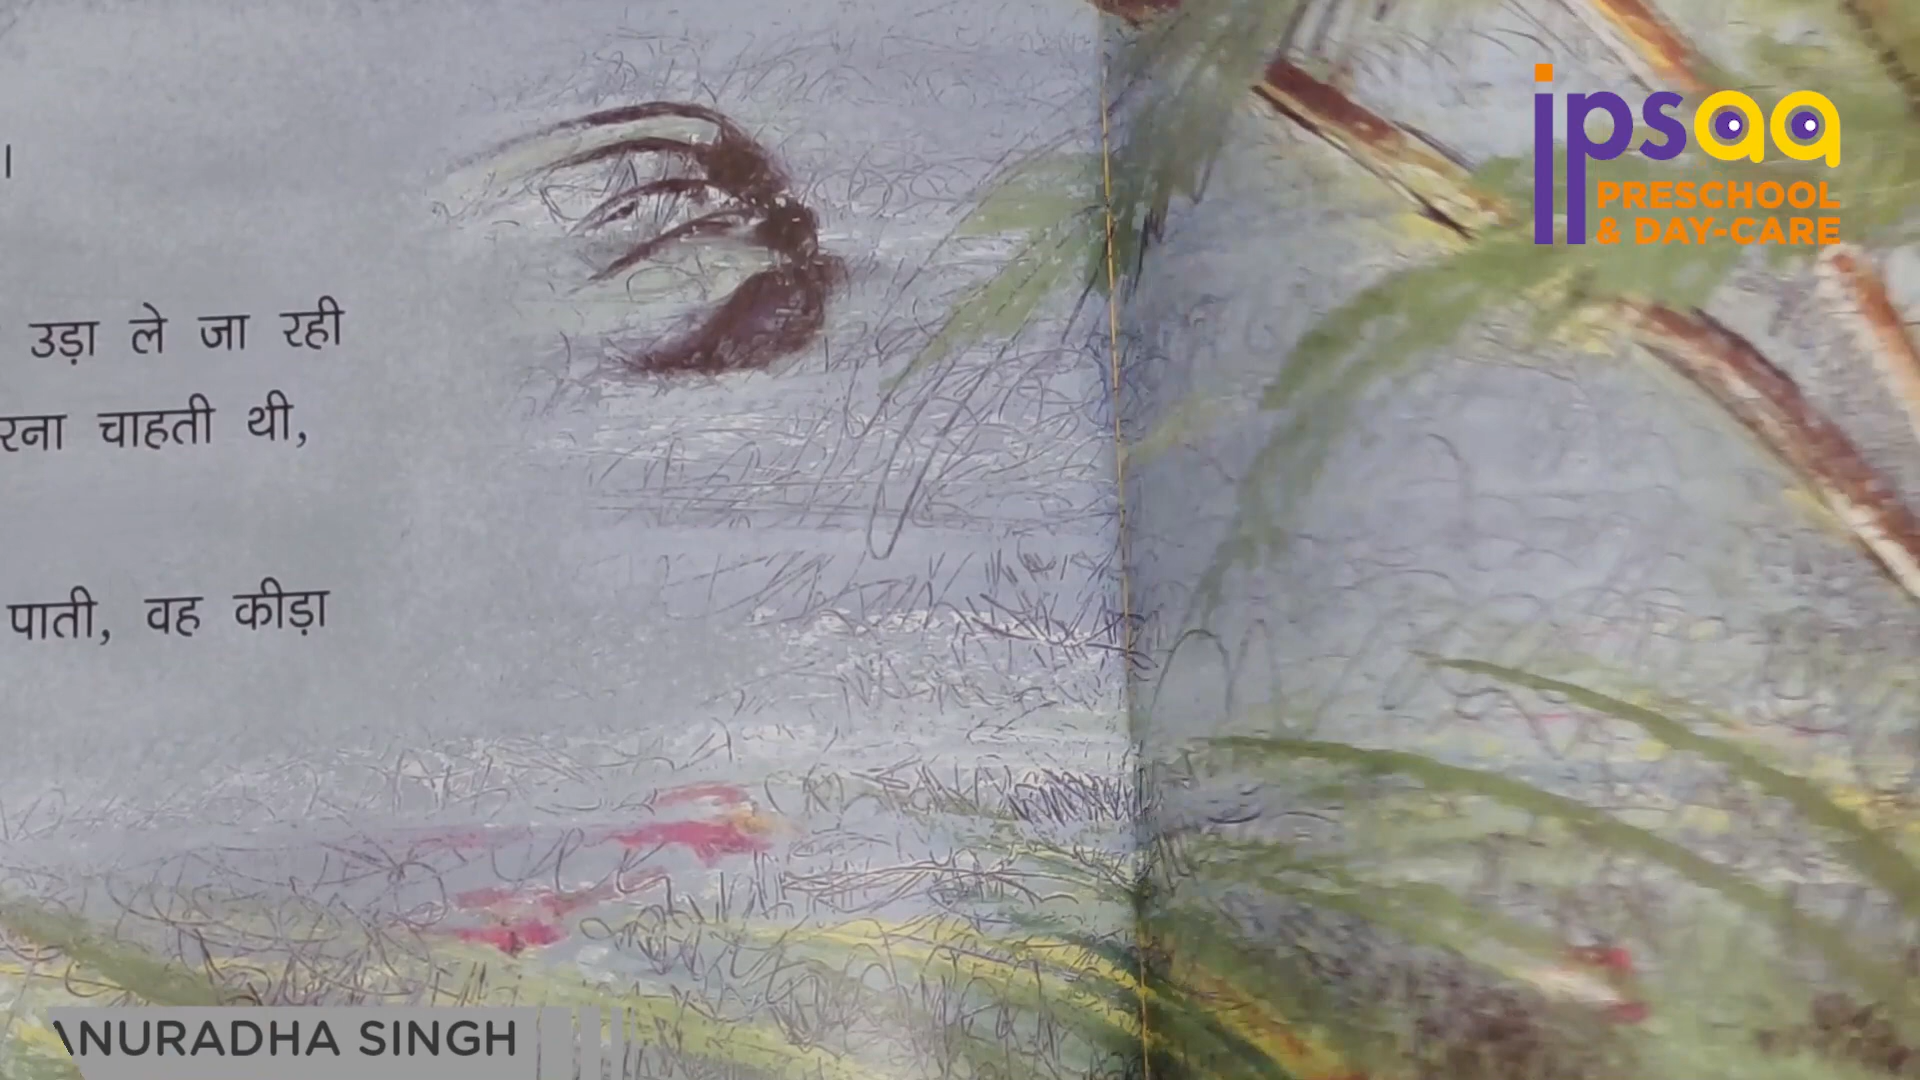 ।
उड़ा ले जा रही
रना चाहती थी,
पाती, वह कीड़ा
ipsaa
PRESCHOOL
& DAY-CARE
ANURADHA SINGH